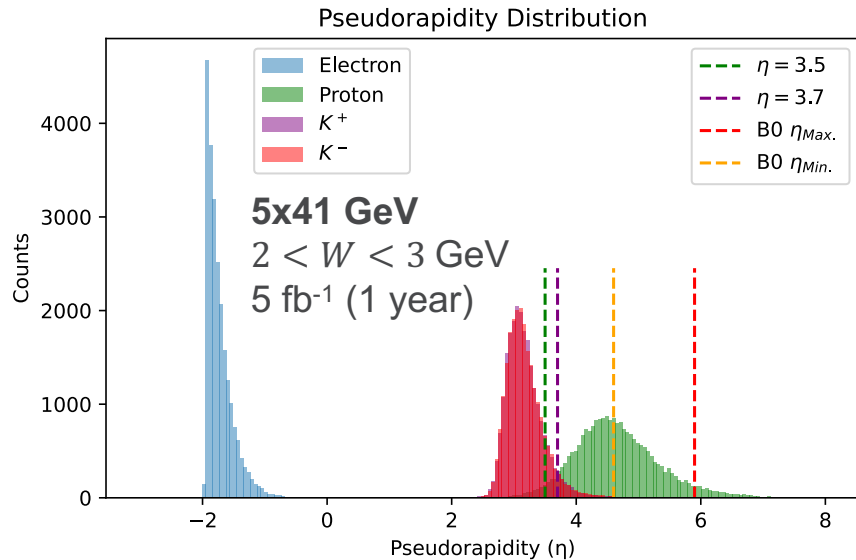 Pseudorapidity Distribution
Electron
Proton
K⁺
K⁻
η = 3.5
η = 3.7
B0 η_Max.
B0 η_Min.
5x41 GeV
2 < W < 3 GeV
5 fb⁻¹ (1 year)
Counts
4000
3000
2000
1000
0
−2
0
2
4
6
8
Pseudorapidity (η)